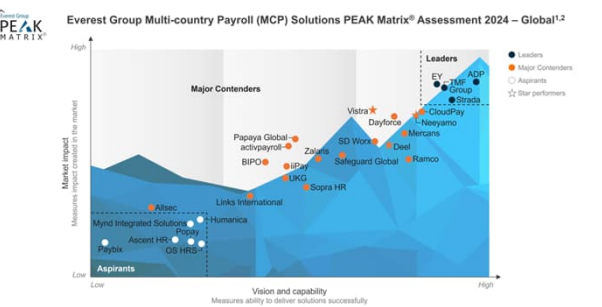 Everest Group
PEAK
MATRIX®
Everest Group Multi-country Payroll (MCP) Solutions PEAK Matrix® Assessment 2024 – Global1,2
High
Leaders
Major Contenders
Aspirants
Star performers
Leaders
EY
ADP
TMF
Group
Strada
Major Contenders
Vistra
CloudPay
Dayforce
Neeyamo
Mercans
Papaya Global
activpayroll
SD Worx
Deel
Zalaris
BIPO
iiPay
Safeguard Global
Ramco
UKG
Sopra HR
Links International
Allsec
Humanica
Mynd Integrated Solutions
Popay
Ascent HR
Paybix
OS HRS
Aspirants
Market impact
Measures impact created in the market
Low
Low
High
Vision and capability
Measures ability to deliver solutions successfully